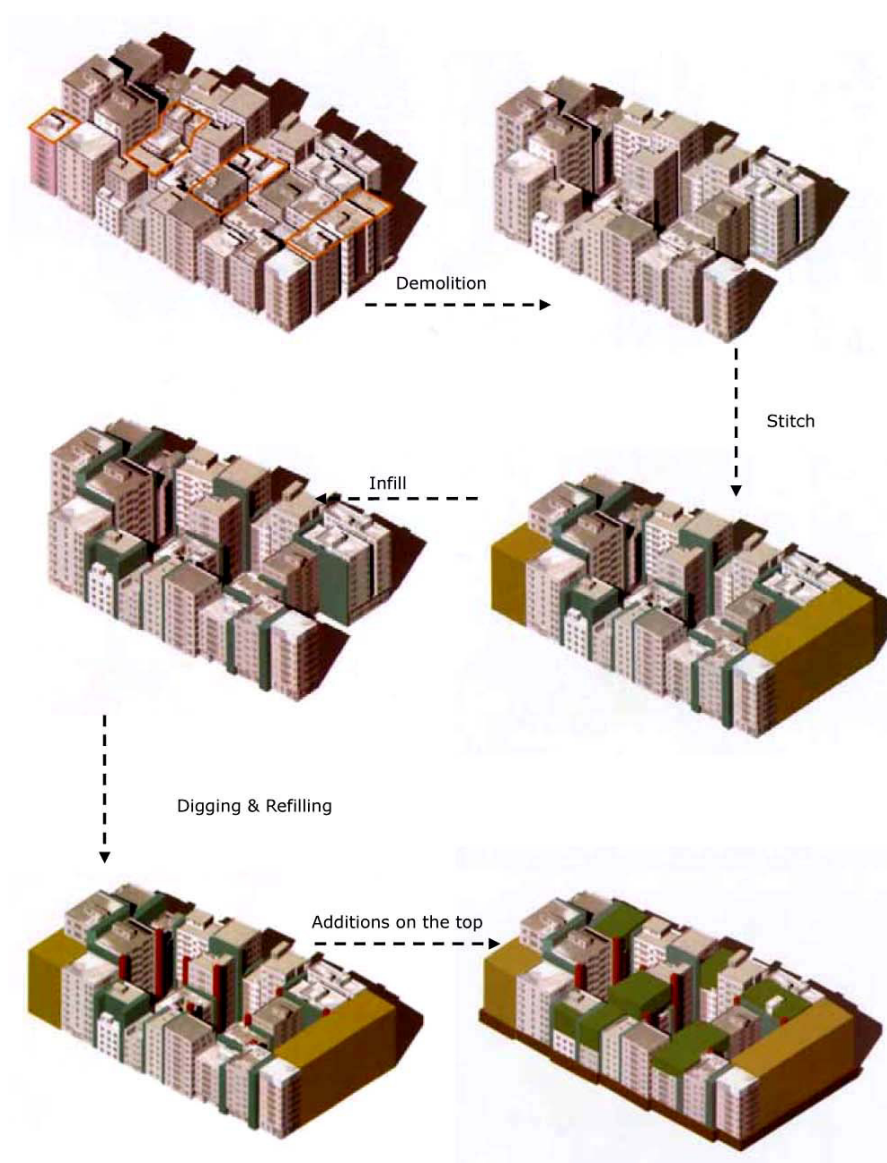 Demolition
Stitch
Infill
Digging & Refilling
Additions on the top